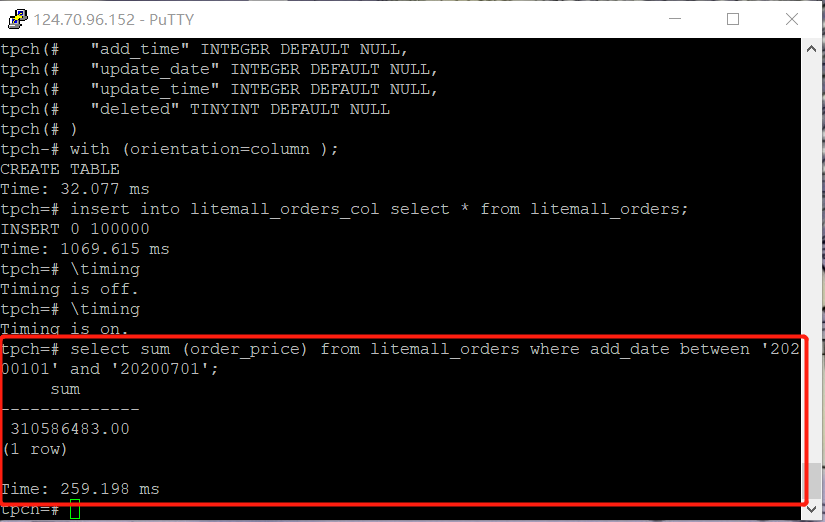 124.70.96.152 - PuTTY
tpch(#   "add_time" INTEGER DEFAULT NULL,
tpch(#   "update_date" INTEGER DEFAULT NULL,
tpch(#   "update_time" INTEGER DEFAULT NULL,
tpch(#   "deleted" TINYINT DEFAULT NULL
tpch(# )
tpch-# with (orientation=column );
CREATE TABLE
Time: 32.077 ms
tpch=# insert into litemall_orders_col select * from litemall_orders;
INSERT 0 100000
Time: 1069.615 ms
tpch=# \timing
Timing is off.
tpch=# \timing
Timing is on.
tpch=# select sum (order_price) from litemall_orders where add_date between '202
00101' and '20200701';
     sum
--------------
 310586483.00
(1 row)
Time: 259.198 ms
tpch=#